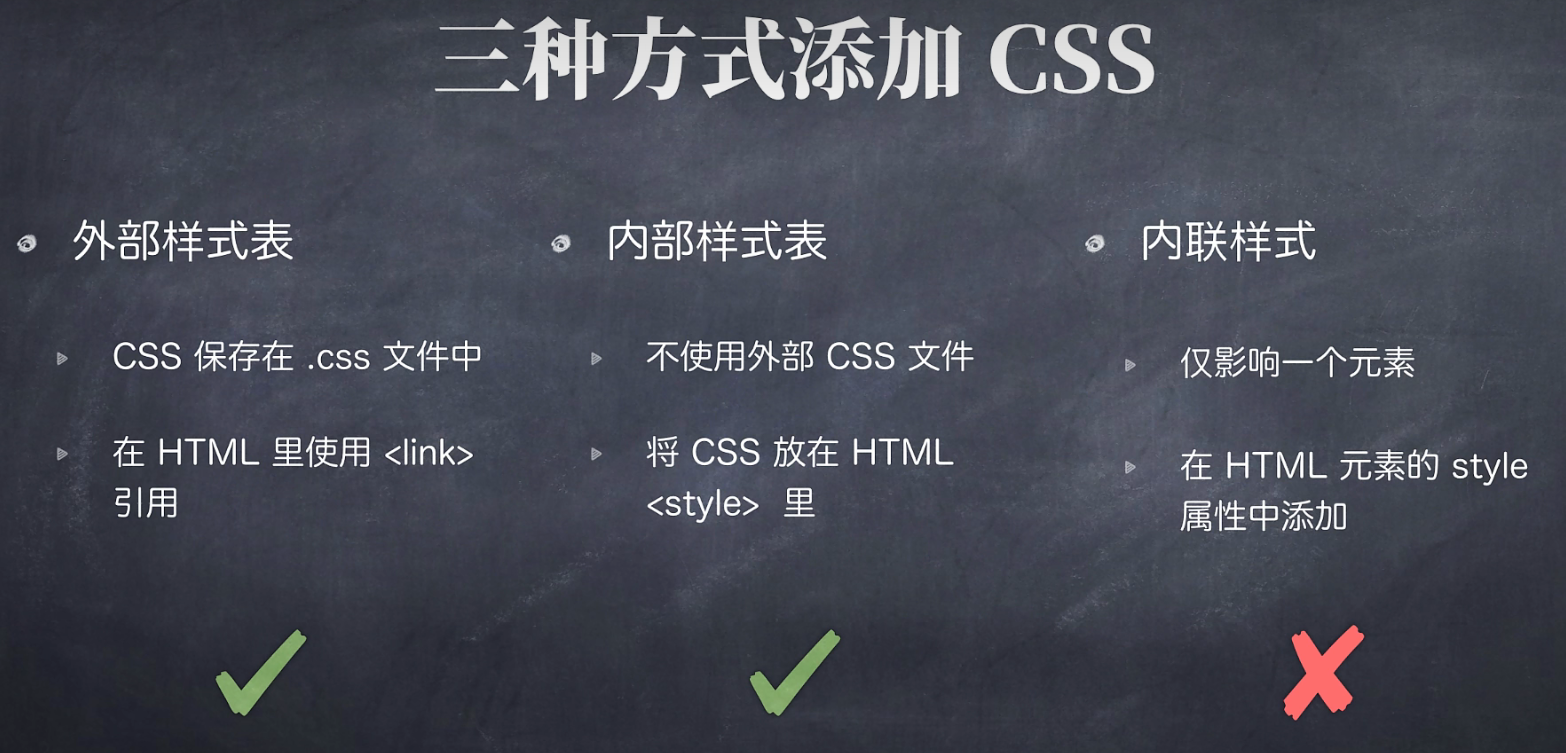 三种方式添加 CSS
外部样式表
CSS 保存在 .css 文件中
在 HTML 里使用 <link>
引用
内部样式表
不使用外部 CSS 文件
将 CSS 放在 HTML
<style> 里
内联样式
仅影响一个元素
在 HTML 元素的 style
属性中添加